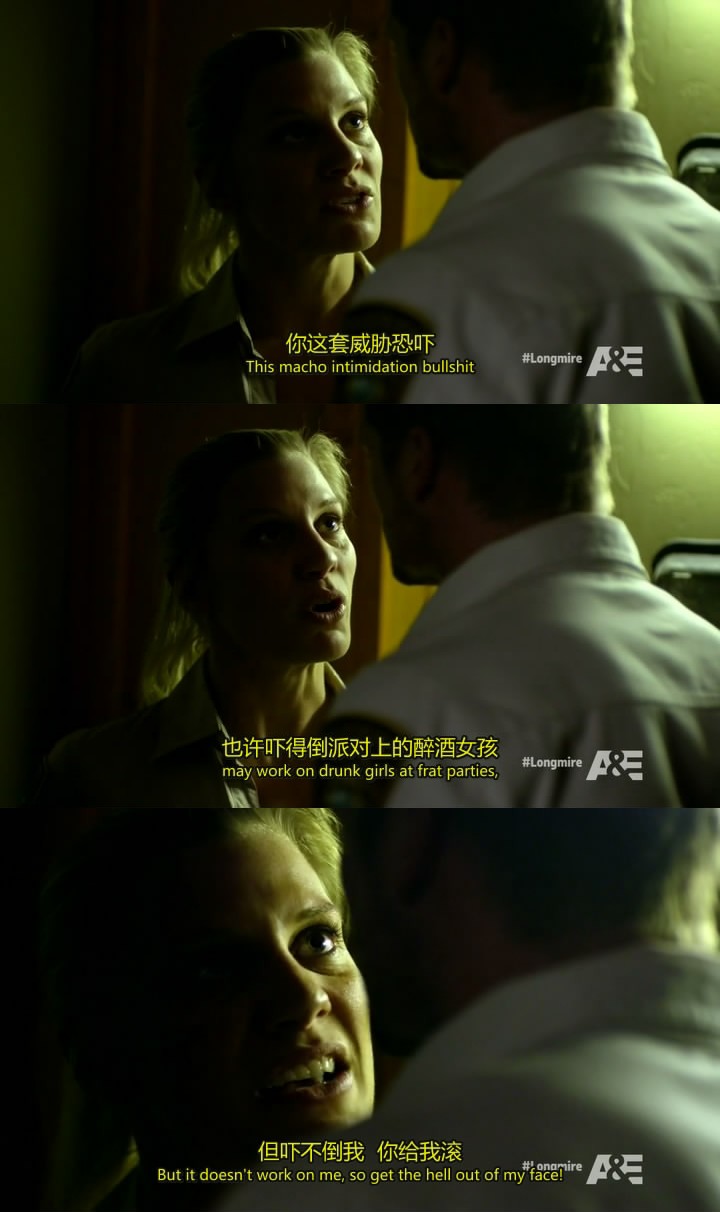 你这套威胁恐吓
This macho intimidation bullshit
#Longmire A&E
也许吓得倒派对上的醉酒女孩
may work on drunk girls at frat parties,
#Longmire A&E
但吓不倒我 你给我滚
But it doesn't work on me, so get the hell out of my face!
#Longmire A&E